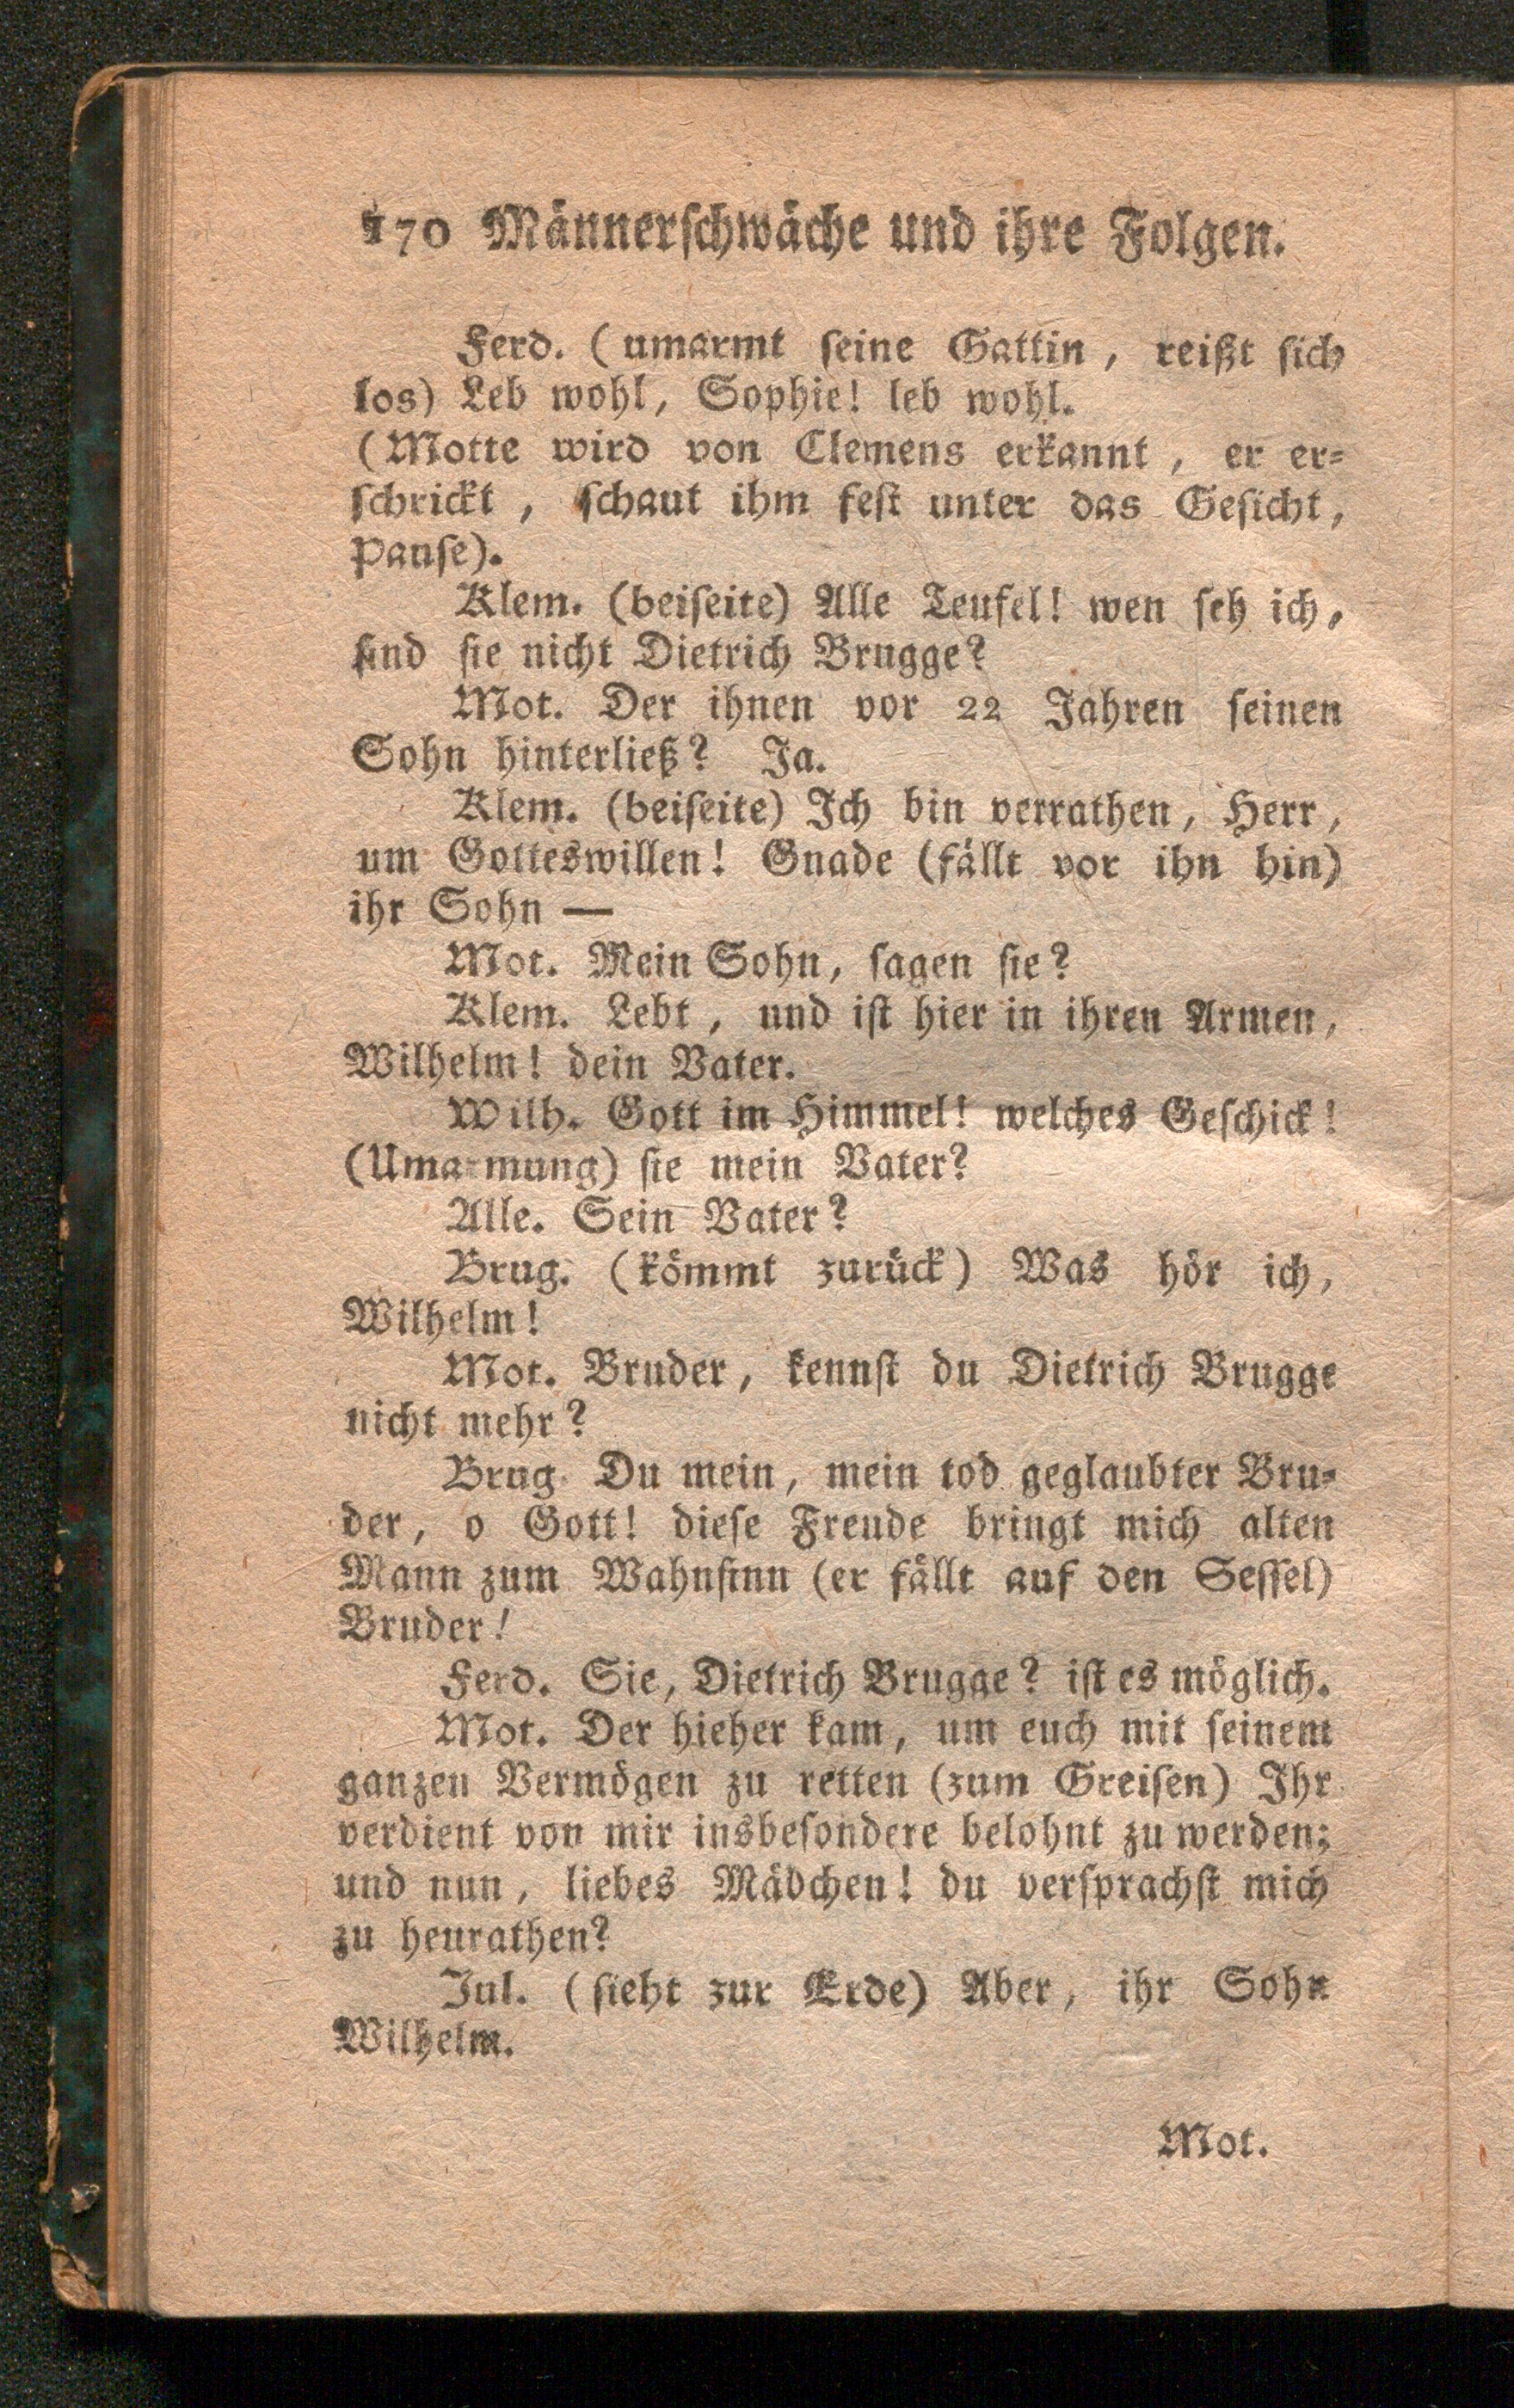 170 Männerſchwäche und ihre Folgen.
Ferd. (umarmt ſeine Gattin, reißt ſich
los) Leb wohl, Sophie! leb wohl.
(Motte wird von Clemens erkannt, er er-
ſchrickt, ſchaut ihm feſt unter das Geſicht,
Pauſe).
Klem. (beiſeite) Alle Teufel! wen ſeh ich,
ſind ſie nicht Dietrich Brugge?
Mot. Der ihnen vor 22 Jahren ſeinen
Sohn hinterließ? Ja.
Klem. (beiſeite) Ich bin verrathen, Herr,
um Gotteswillen! Gnade (fällt vor ihn hin)
ihr Sohn —
Mot. Mein Sohn, ſagen ſie?
Klem. Lebt, und iſt hier in ihren Armen,
Wilhelm! dein Vater.
Wilh. Gott im Himmel! welches Geſchick!
(Umarmung) ſie mein Vater?
Alle. Sein Vater?
Brug. (kömmt zurück) Was hör ich,
Wilhelm!
Mot. Bruder, kennſt du Dietrich Brugge
nicht mehr?
Brug. Du mein, mein tod geglaubter Bru-
der, o Gott! dieſe Freude bringt mich alten
Mann zum Wahnſinn (er fällt auf den Seſſel)
Bruder!
Ferd. Sie, Dietrich Brugge? iſt es möglich.
Mot. Der hieher kam, um euch mit ſeinem
ganzen Vermögen zu retten (zum Greiſen) Ihr
verdient von mir insbeſondere belohnt zu werden;
und nun, liebes Mädchen! du verſprachſt mich
zu heurathen?
Jul. (ſieht zur Erde) Aber, ihr Sohn
Wilhelm.
Mot.